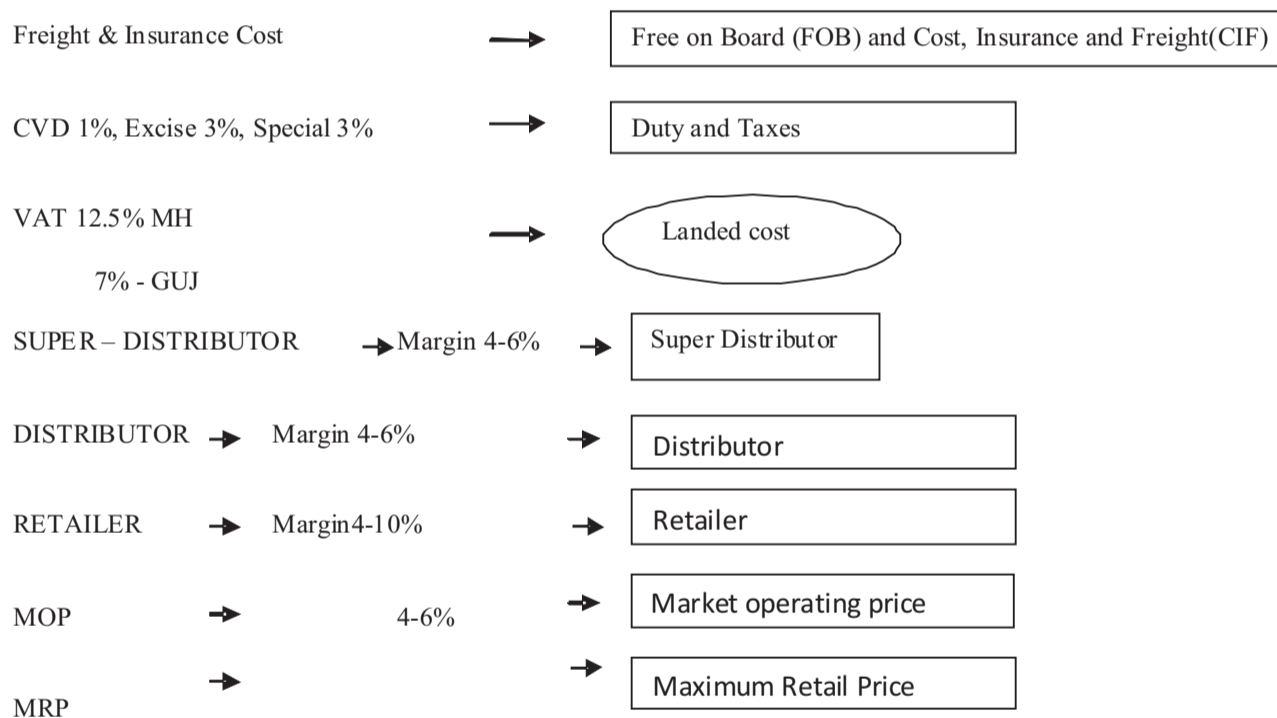 Freight & Insurance Cost
Free on Board (FOB) and Cost, Insurance and Freight(CIF)
CVD 1%, Excise 3%, Special 3%
Duty and Taxes
VAT 12.5% MH
Landed cost
7% - GUJ
SUPER – DISTRIBUTOR
Margin 4-6%
Super Distributor
DISTRIBUTOR
Margin 4-6%
Distributor
RETAILER
Margin4-10%
Retailer
MOP
4-6%
Market operating price
MRP
Maximum Retail Price